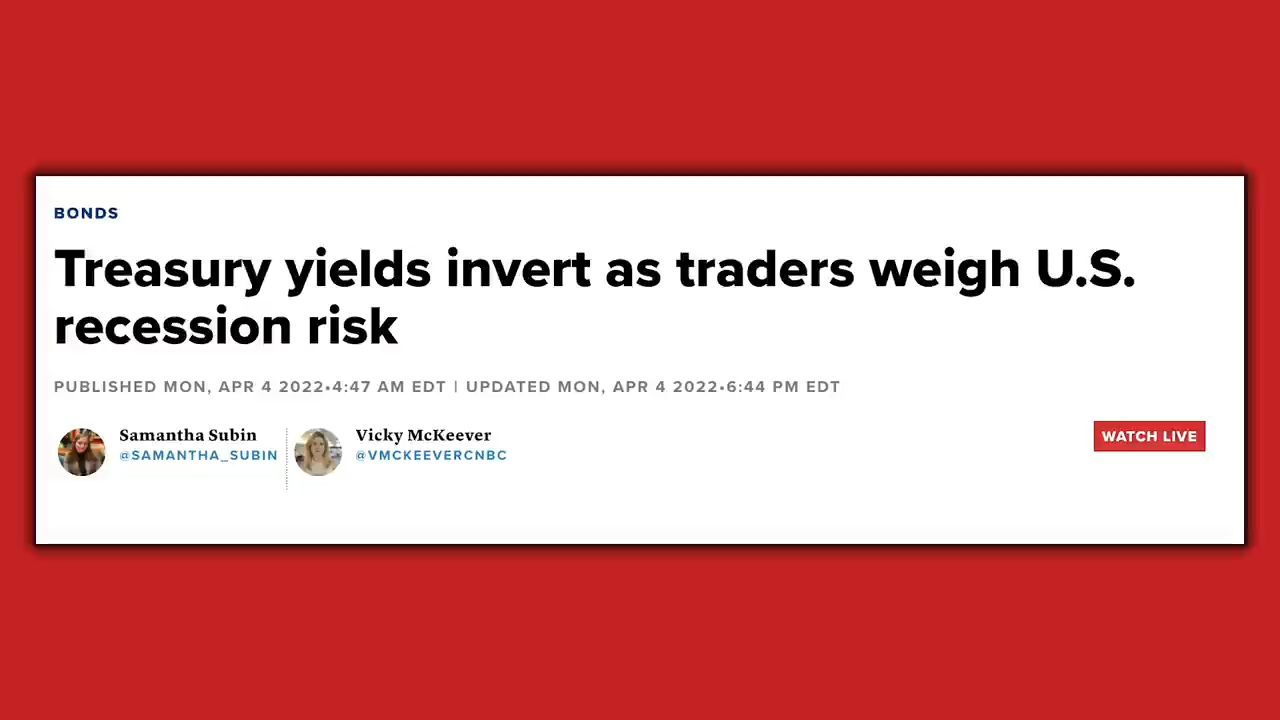 BONDS
Treasury yields invert as traders weigh U.S.
recession risk
PUBLISHED MON, APR 4 2022•4:47 AM EDT | UPDATED MON, APR 4 2022•6:44 PM EDT
Samantha Subin
@SAMANTHA_SUBIN
Vicky McKeever
@VMCKEEVERCNBC
WATCH LIVE